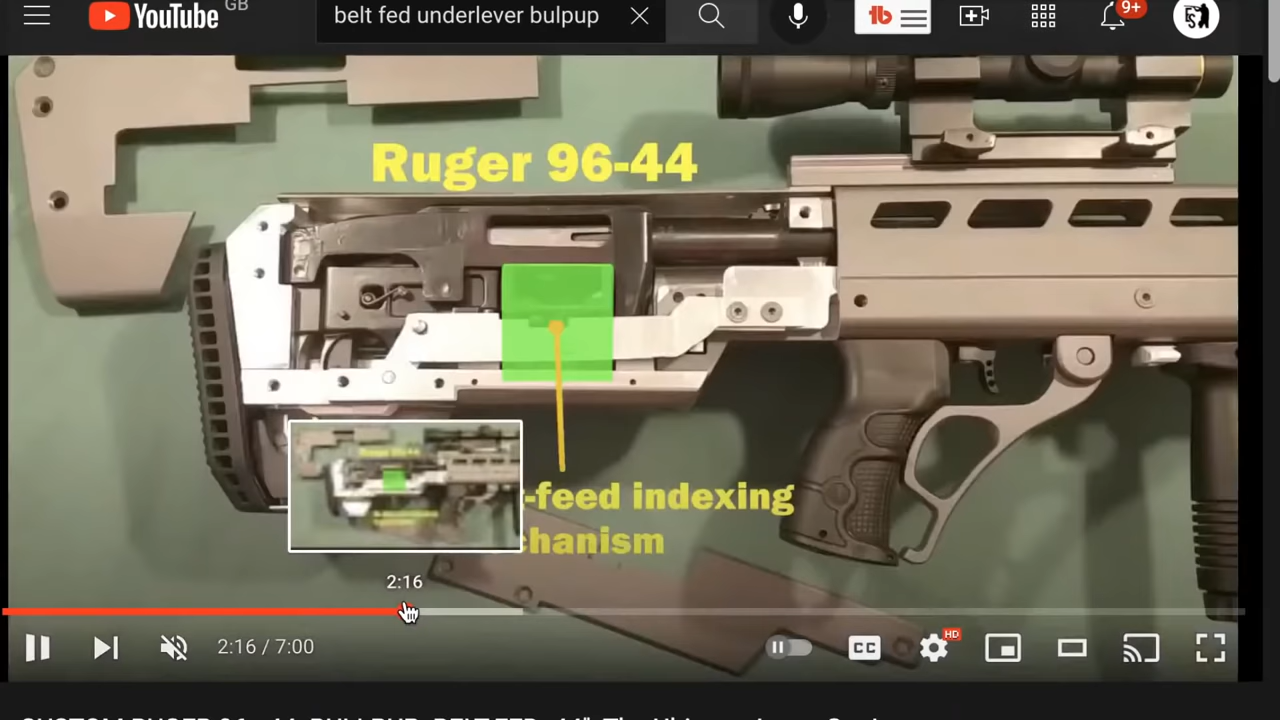 YouTube
GB
belt fed underlever bulpup
9+
Ruger 96-44
-feed indexing
chanism
2:16
2:16 / 7:00
CC
HD